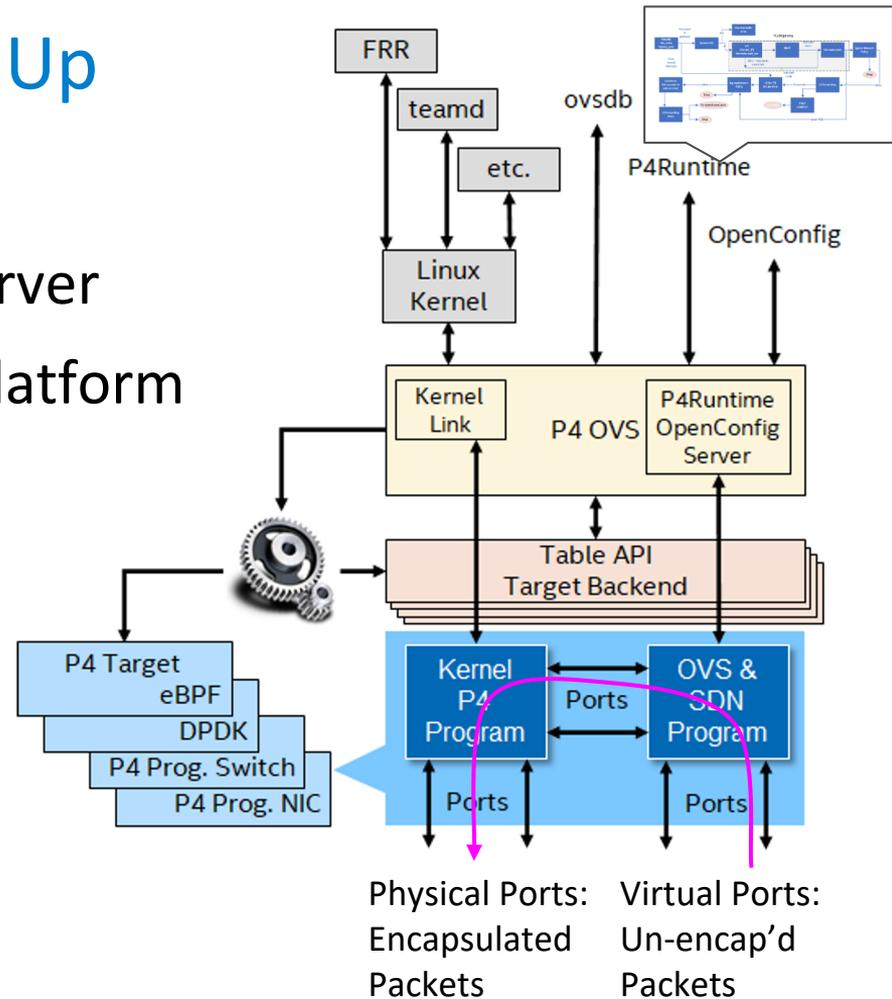 Up
rver
latform
FRR
teamd
etc.
ovsdb
P4Runtime
OpenConfig
Linux
Kernel
Kernel
Link
P4 OVS
P4Runtime
OpenConfig
Server
Table API
Target Backend
P4 Target
eBPF
DPDK
P4 Prog. Switch
P4 Prog. NIC
Kernel
P4
Program
Ports
OVS &
SDN
Program
Ports
Ports
Physical Ports:
Encapsulated
Packets
Virtual Ports:
Un-encap’d
Packets